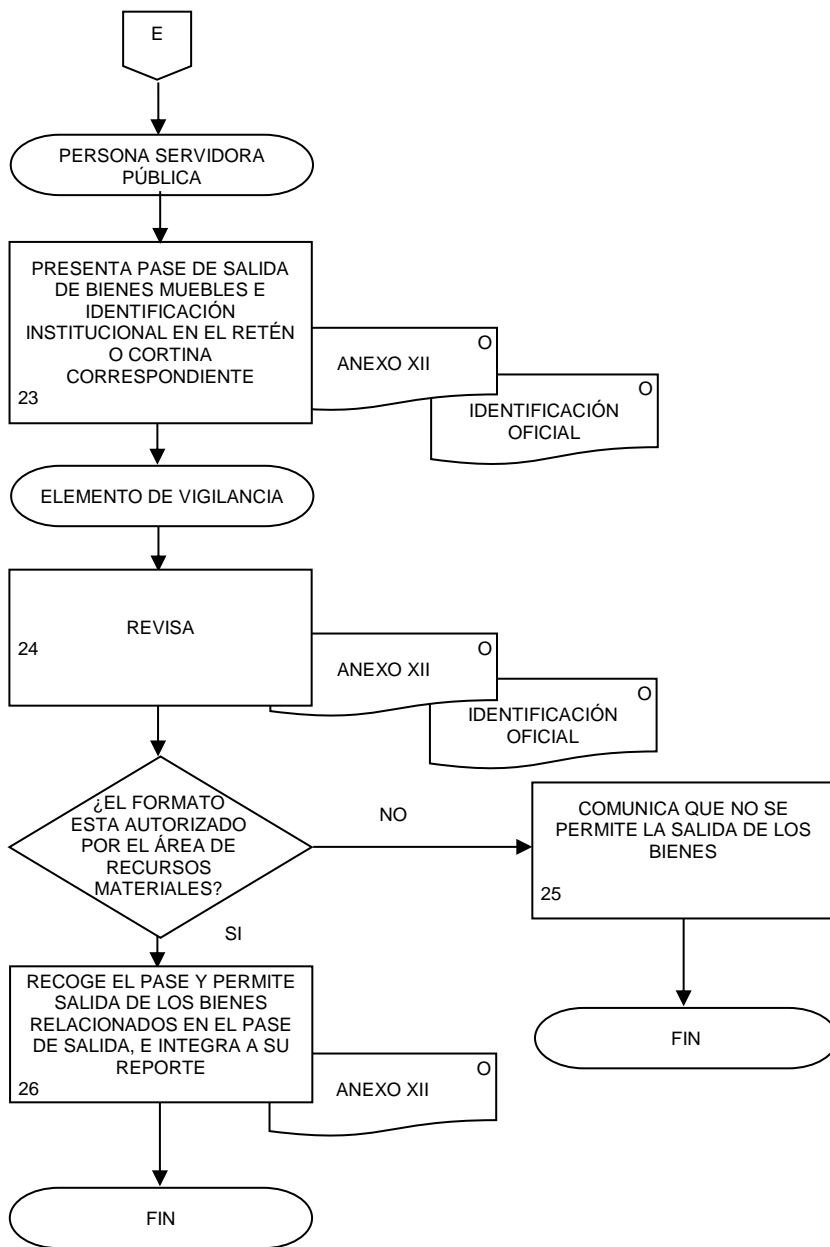 E
PERSONA SERVIDORA
PÚBLICA
PRESENTA PASE DE SALIDA
DE BIENES MUEBLES E
IDENTIFICACIÓN
INSTITUCIONAL EN EL RETÉN
O CORTINA
CORRESPONDIENTE
23
O
ANEXO XII
O
IDENTIFICACIÓN
OFICIAL
ELEMENTO DE VIGILANCIA
REVISA
24
O
ANEXO XII
O
IDENTIFICACIÓN
OFICIAL
¿EL FORMATO
ESTA AUTORIZADO
POR EL ÁREA DE
RECURSOS
MATERIALES?
NO
COMUNICA QUE NO SE
PERMITE LA SALIDA DE LOS
BIENES
25
FIN
SI
RECOGE EL PASE Y PERMITE
SALIDA DE LOS BIENES
RELACIONADOS EN EL PASE
DE SALIDA, E INTEGRA A SU
REPORTE
26
O
ANEXO XII
FIN